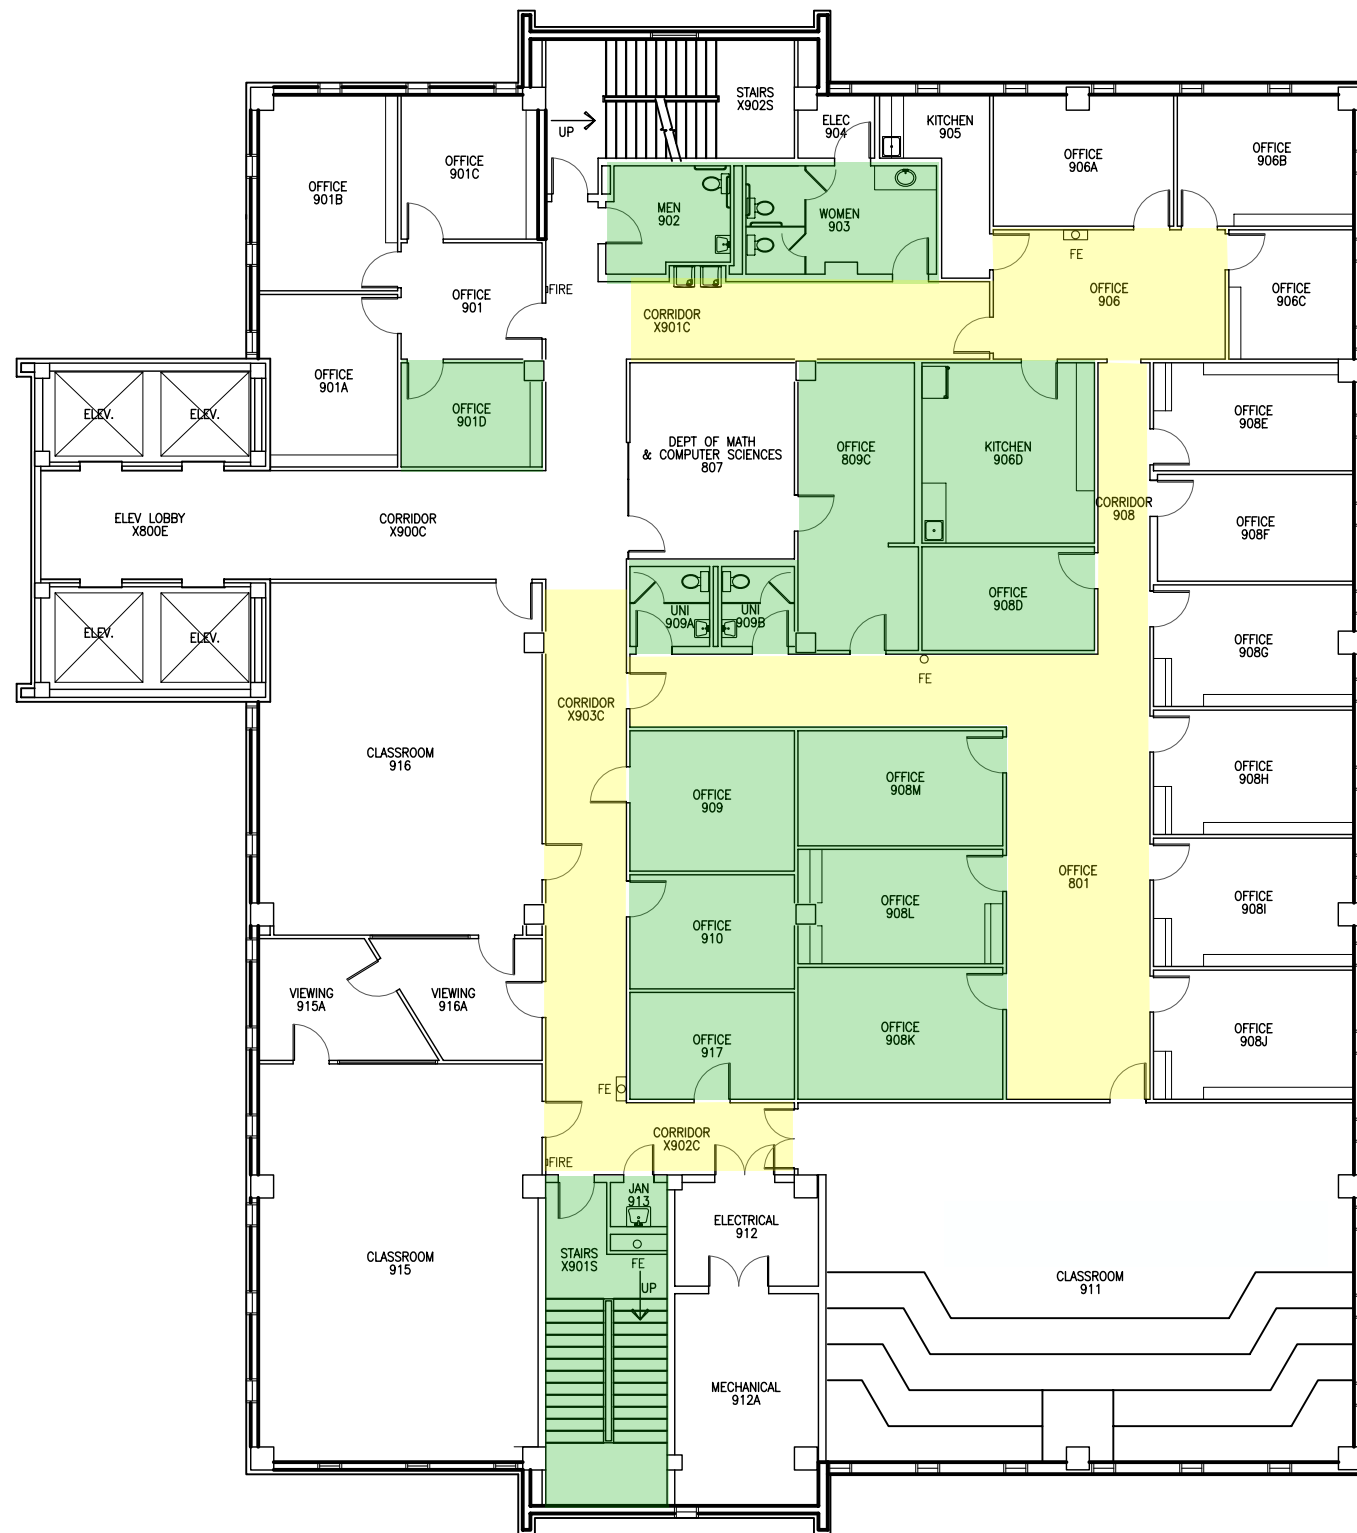 STAIRS
X902S
UP
ELEC
904
KITCHEN
905
OFFICE
906A
OFFICE
906B
OFFICE
901B
OFFICE
901C
MEN
902
WOMEN
903
FE
OFFICE
901
FIRE
OFFICE
906
OFFICE
906C
CORRIDOR
X901C
OFFICE
901A
OFFICE
901D
ELEV.
ELEV.
DEPT OF MATH
& COMPUTER SCIENCES
807
OFFICE
809C
KITCHEN
906D
OFFICE
908E
CORRIDOR
908
ELEV LOBBY
X800E
CORRIDOR
X900C
OFFICE
908F
OFFICE
908D
UNI
909A
UNI
909B
ELEV.
ELEV.
OFFICE
908G
FE
CORRIDOR
X903C
CLASSROOM
916
OFFICE
909
OFFICE
908M
OFFICE
908H
OFFICE
801
OFFICE
908L
OFFICE
908I
OFFICE
910
VIEWING
915A
VIEWING
916A
OFFICE
917
OFFICE
908K
OFFICE
908J
FE
CORRIDOR
X902C
FIRE
JAN
913
ELECTRICAL
912
STAIRS
X901S
FE
UP
CLASSROOM
915
CLASSROOM
911
MECHANICAL
912A